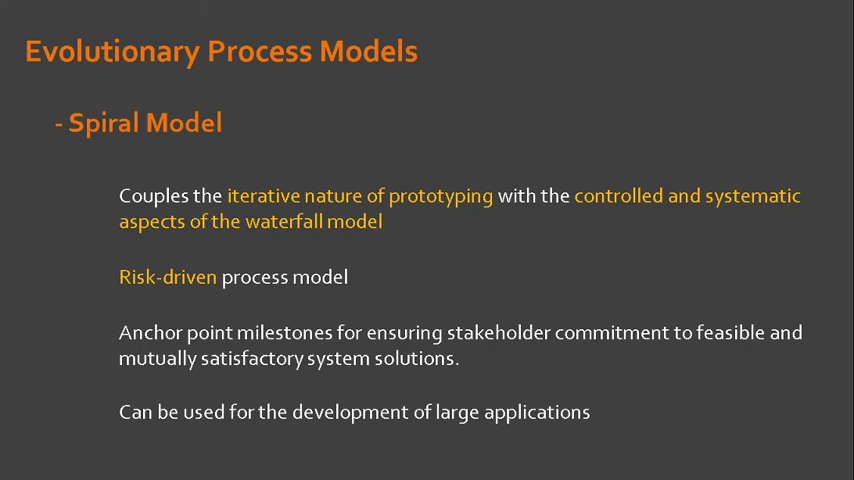 Evolutionary Process Models
- Spiral Model
Couples the iterative nature of prototyping with the controlled and systematic
aspects of the waterfall model
Risk-driven process model
Anchor point milestones for ensuring stakeholder commitment to feasible and
mutually satisfactory system solutions.
Can be used for the development of large applications